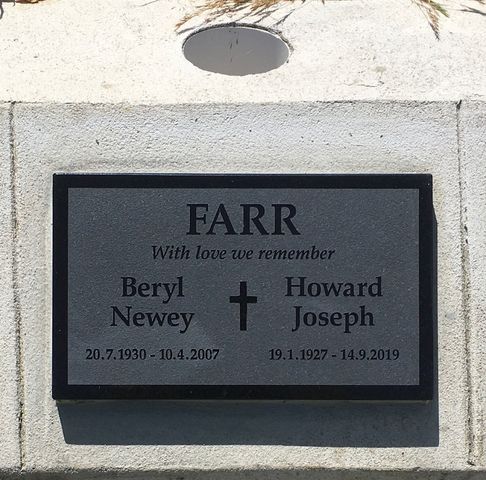 FARR
With love we remember
Beryl Howard
Newey Joseph
20.7.1930 - 10.4.2007 19.1.1927 - 14.9.2019